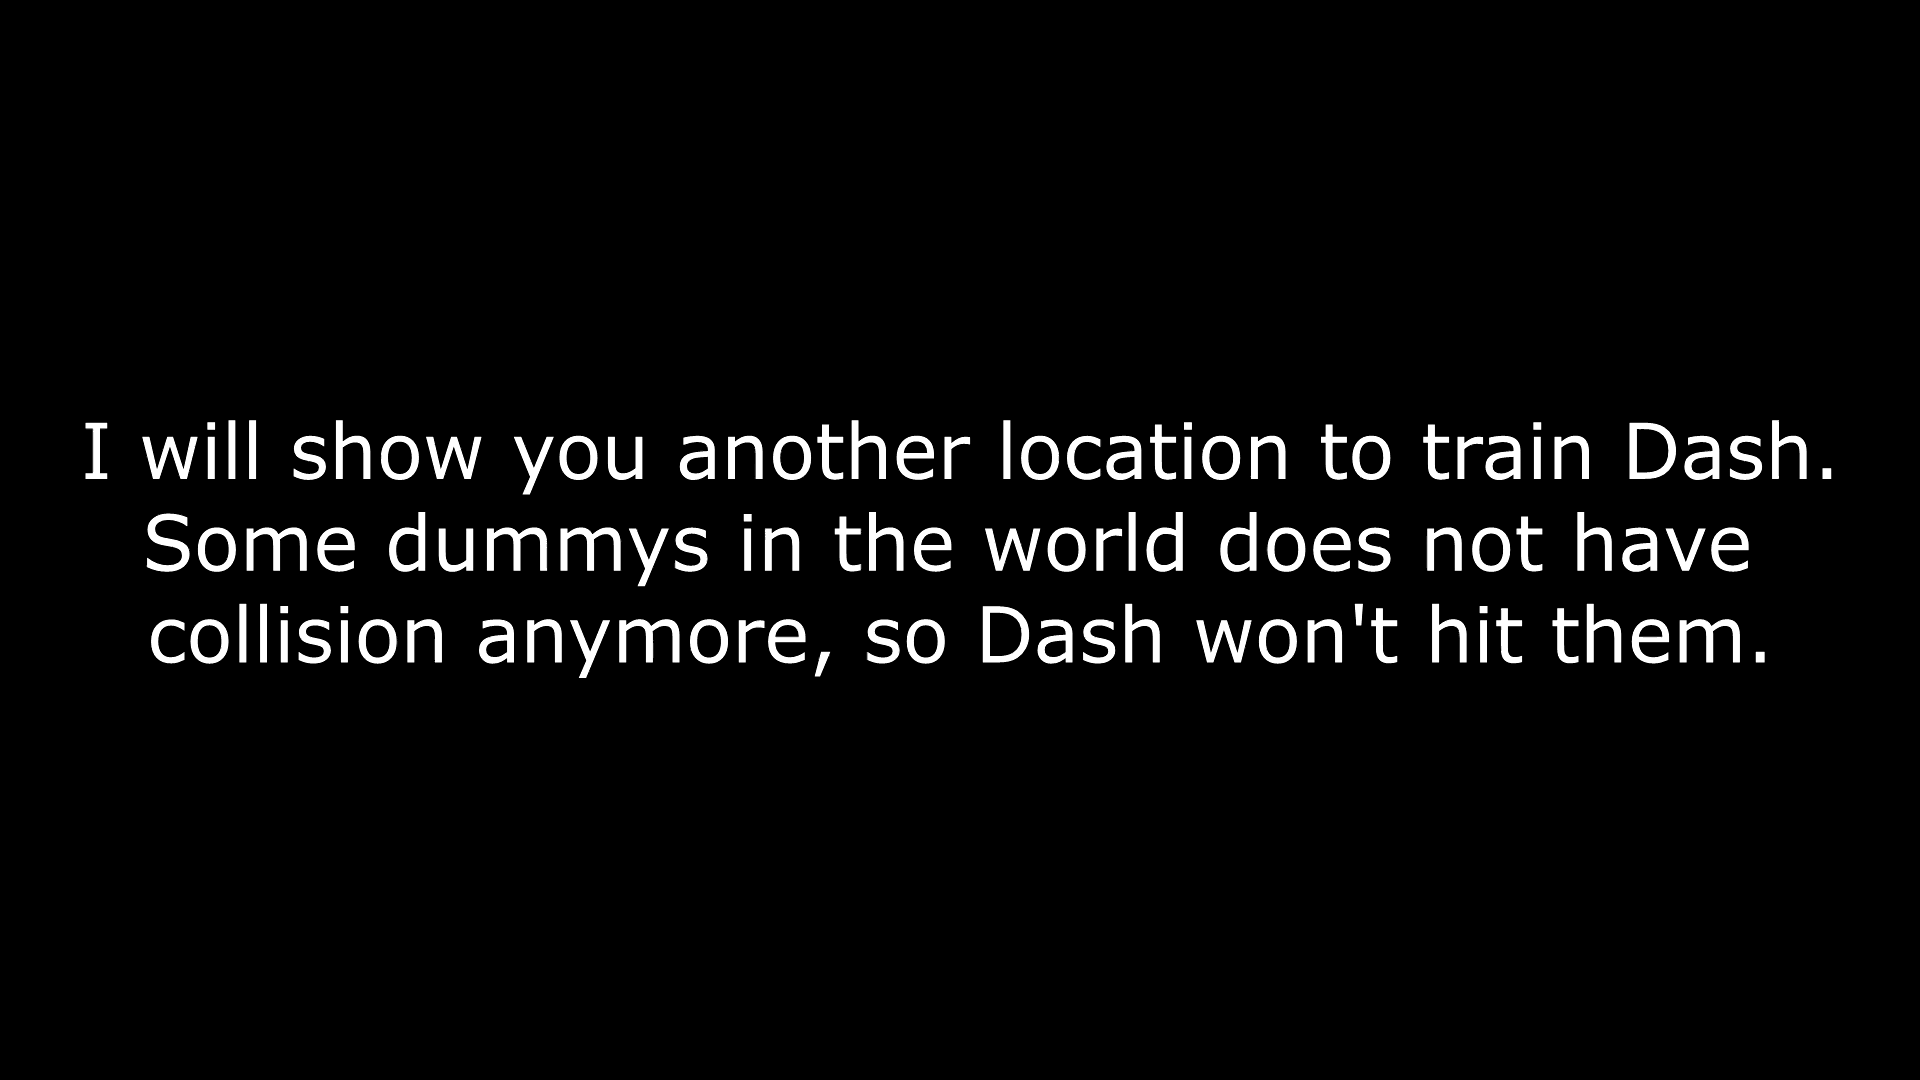 I will show you another location to train Dash.
Some dummys in the world does not have
collision anymore, so Dash won't hit them.